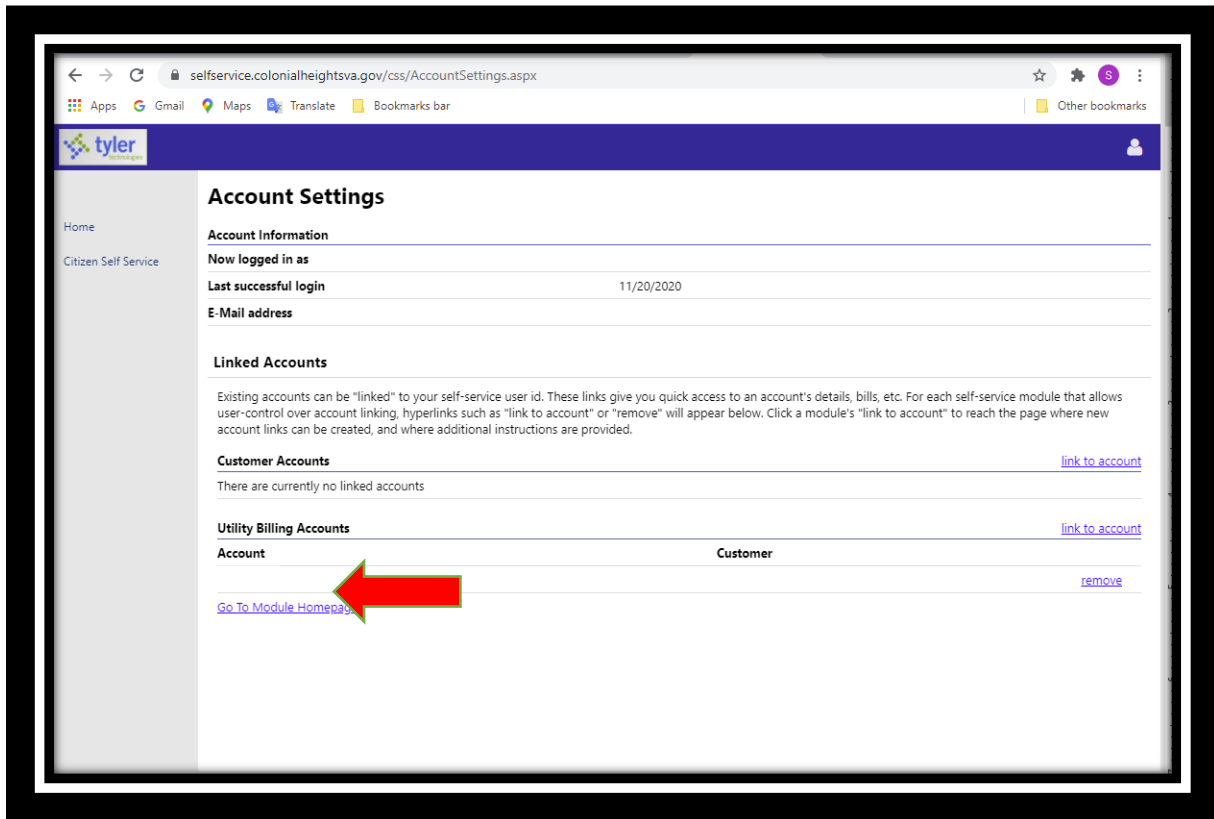 selfservice.colonialheightsva.gov/css/AccountSettings.aspx
S
Apps Gmail Maps Translate Bookmarks bar Other bookmarks
tyler
technologies
Account Settings
Home
Account Information
Citizen Self Service
Now logged in as
Last successful login 11/20/2020
E-Mail address
Linked Accounts
Existing accounts can be "linked" to your self-service user id. These links give you quick access to an account's details, bills, etc. For each self-service module that allows
user-control over account linking, hyperlinks such as "link to account" or "remove" will appear below. Click a module's "link to account" to reach the page where new
account links can be created, and where additional instructions are provided.
Customer Accounts link to account
There are currently no linked accounts
Utility Billing Accounts link to account
Account Customer
remove
Go To Module